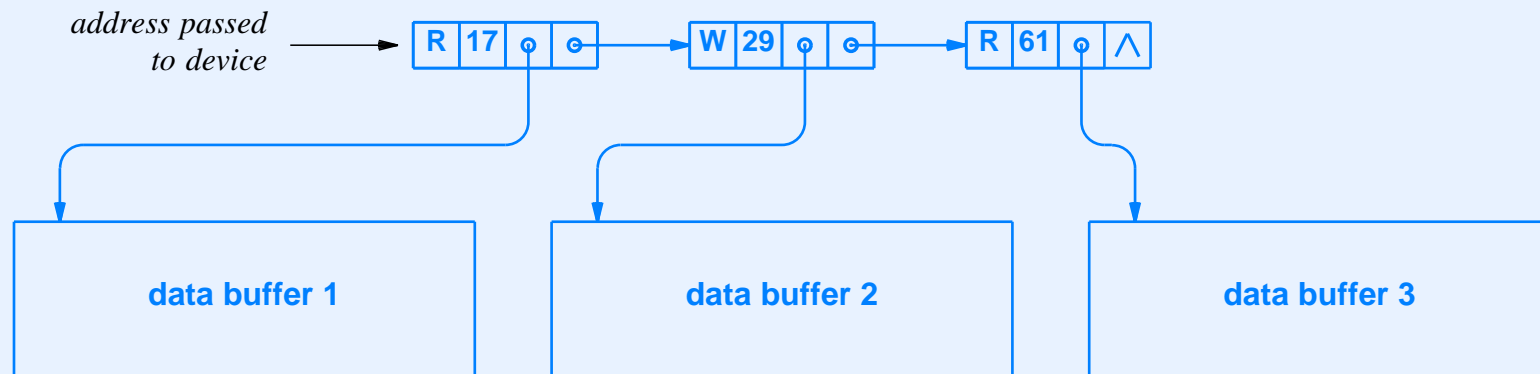 address passed
to device
R 17
W 29
R 61
data buffer 1
data buffer 2
data buffer 3